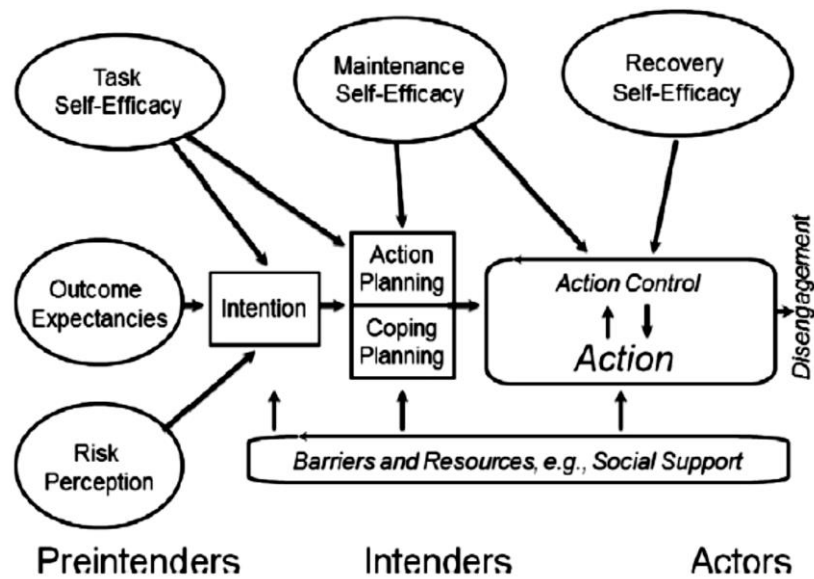 Task
Self-Efficacy
Maintenance
Self-Efficacy
Recovery
Self-Efficacy
Outcome
Expectancies
Intention
Action
Planning
Coping
Planning
Action Control
Action
Disengagement
Risk
Perception
Barriers and Resources, e.g., Social Support
Preintenders
Intenders
Actors